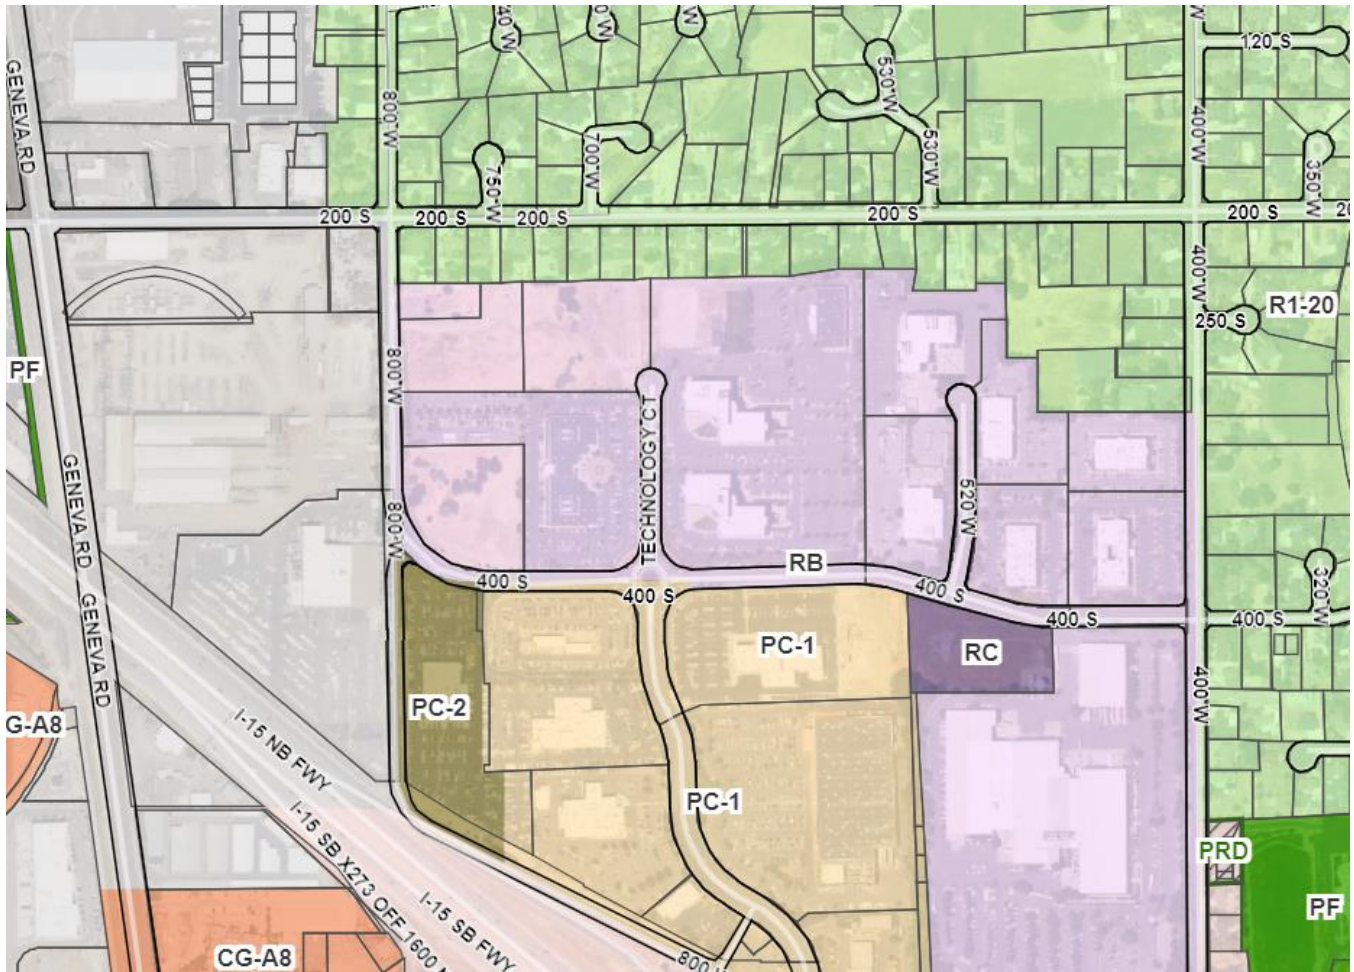 40 W
0 W
W
W
120 S
GENEVA RD
800 W
530 W
400 W
750 W
700 W
530 W
350 W
200 S
200 S
200 S
200 S
200 S
20
400 W
R1-20
250 S
PF
800 W
TECHNOLOGY CT
GENEVA RD
800 W
520 W
RB
400 S
400 S
400 S
400 S
400 S
320 W
GENEVA RD
PC-1
RC
PC-2
400 W
G-A8
I-15 NB FWY
PC-1
I-15 SB X273 OFF 1600 N
PRD
I-15 SB FWY
PF
CG-A8
800